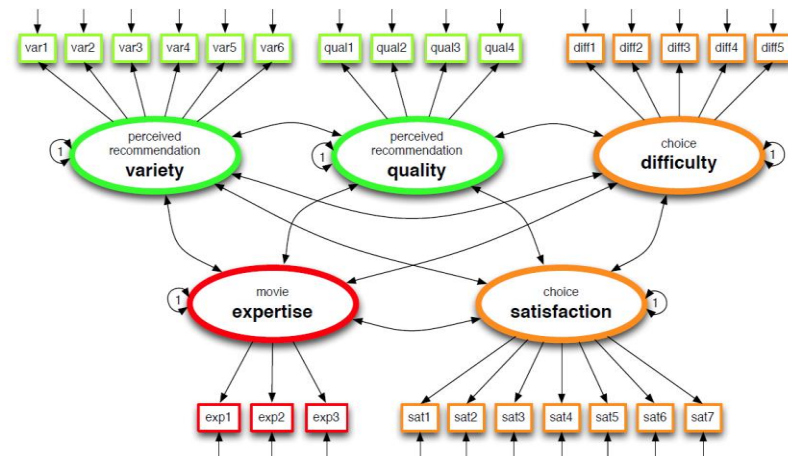 var1 var2 var3 var4 var5 var6 qual1 qual2 qual3 qual4 diff1 diff2 diff3 diff4 diff5
perceived
recommendation
variety
1
perceived
recommendation
quality
1
choice
difficulty
1
movie
expertise
1
choice
satisfaction
1
exp1 exp2 exp3 sat1 sat2 sat3 sat4 sat5 sat6 sat7